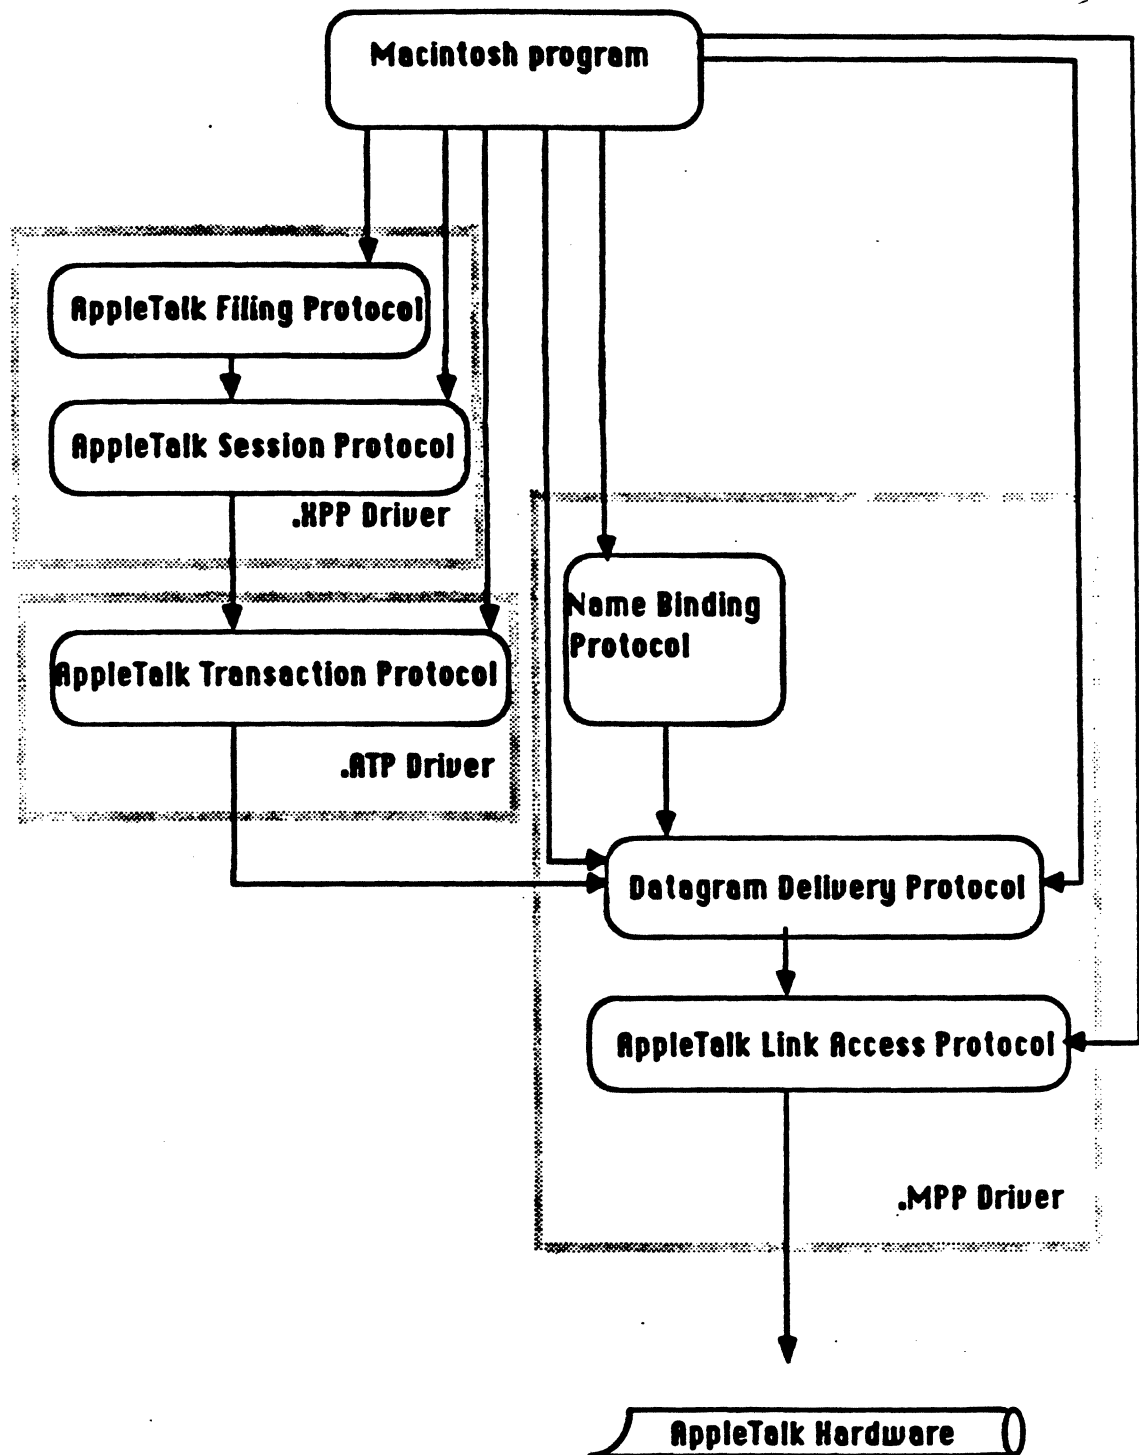 Macintosh program
AppleTalk Filing Protocol
AppleTalk Session Protocol
.XPP Driver
Name Binding
Protocol
AppleTalk Transaction Protocol
.ATP Driver
Datagram Delivery Protocol
AppleTalk Link Access Protocol
.MPP Driver
AppleTalk Hardware